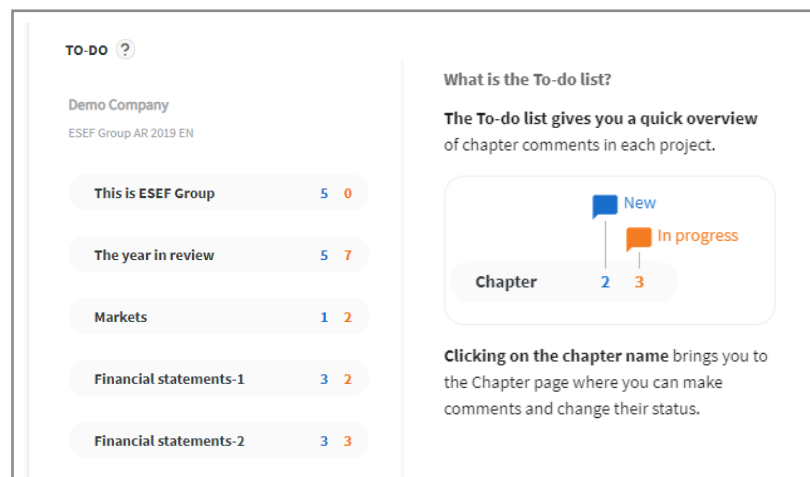 TO-DO ?
Demo Company
ESEF Group AR 2019 EN
This is ESEF Group 5 0
The year in review 5 7
Markets 1 2
Financial statements-1 3 2
Financial statements-2 3 3
What is the To-do list?
The To-do list gives you a quick overview
of chapter comments in each project.
New
In progress
Chapter 2 3
Clicking on the chapter name brings you to
the Chapter page where you can make
comments and change their status.